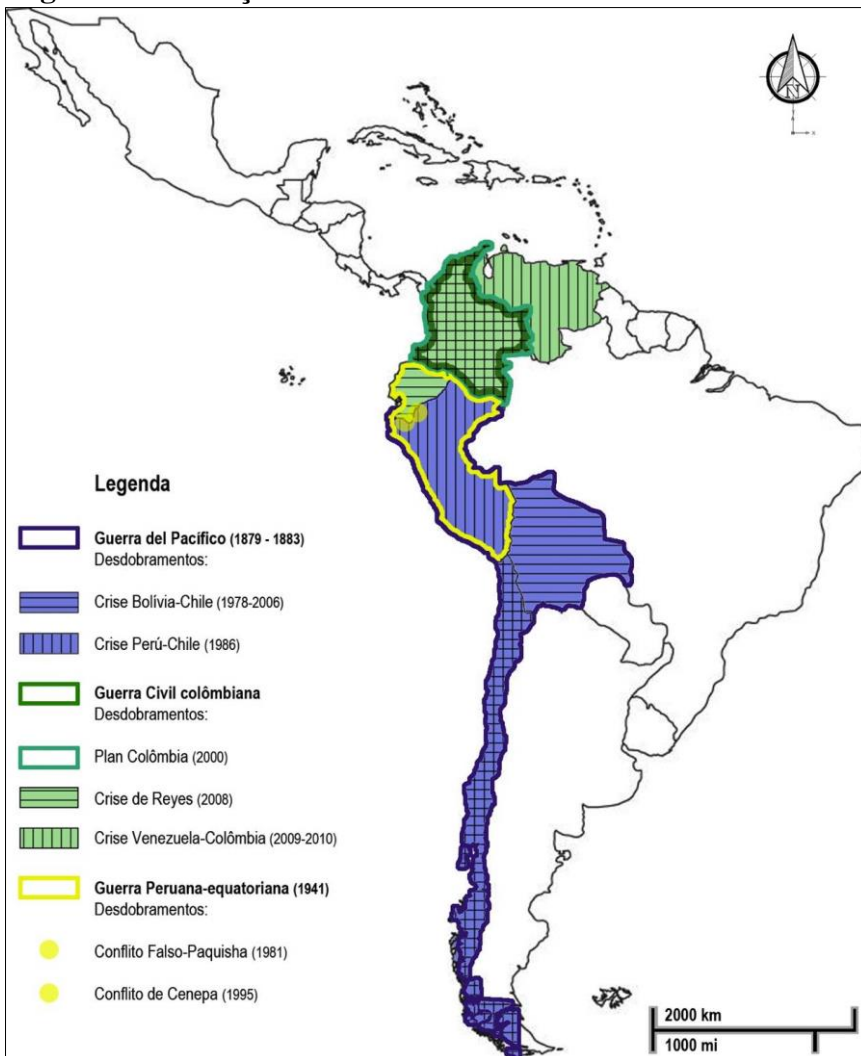 N
Legenda
Guerra del Pacífico (1879 - 1883)
Desdobramentos:
Crise Bolívia-Chile (1978-2006)
Crise Perú-Chile (1986)
Guerra Civil colômbiana
Desdobramentos:
Plan Colômbia (2000)
Crise de Reyes (2008)
Crise Venezuela-Colômbia (2009-2010)
Guerra Peruana-equatoriana (1941)
Desdobramentos:
Conflito Falso-Paquisha (1981)
Conflito de Cenepa (1995)
2000 km
1000 mi